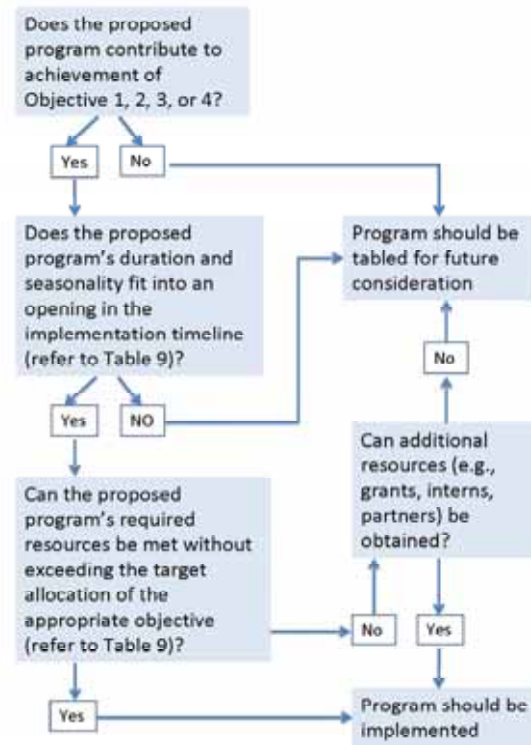 Does the proposed
program contribute to
achievement of
Objective 1, 2, 3, or 4?
Yes
No
Does the proposed
program's duration and
seasonality fit into an
opening in the
implementation timeline
(refer to Table 9)?
Yes
NO
Program should be
tabled for future
consideration
No
Can additional
resources (e.g.,
grants, interns,
partners) be
obtained?
Can the proposed
program's required
resources be met without
exceeding the target
allocation of the
appropriate objective
(refer to Table 9)?
No
Yes
Yes
Program should be
implemented